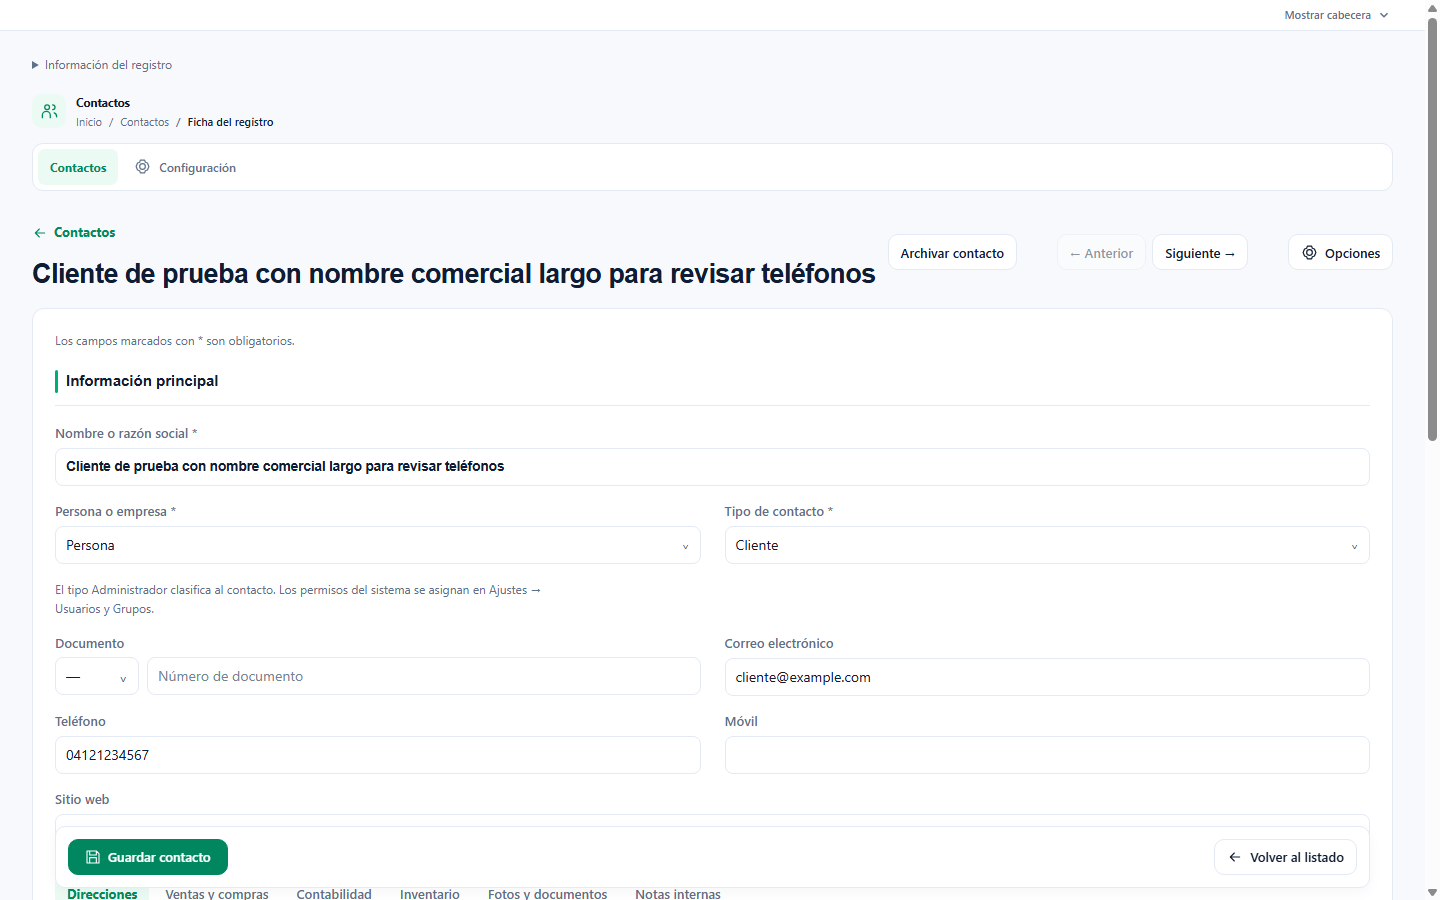 Mostrar cabecera
Información del registro
Contactos
Inicio / Contactos / Ficha del registro
Contactos
Configuración
← Contactos
Cliente de prueba con nombre comercial largo para revisar teléfonos
Archivar contacto
← Anterior
Siguiente →
Opciones
Los campos marcados con * son obligatorios.
Información principal
Nombre o razón social *
Cliente de prueba con nombre comercial largo para revisar teléfonos
Persona o empresa *
Tipo de contacto *
Persona
Cliente
El tipo Administrador clasifica al contacto. Los permisos del sistema se asignan en Ajustes →
Usuarios y Grupos.
Documento
Correo electrónico
—
Número de documento
cliente@example.com
Teléfono
Móvil
04121234567
Sitio web
Guardar contacto
← Volver al listado
Direcciones
Ventas y compras
Contabilidad
Inventario
Fotos y documentos
Notas internas